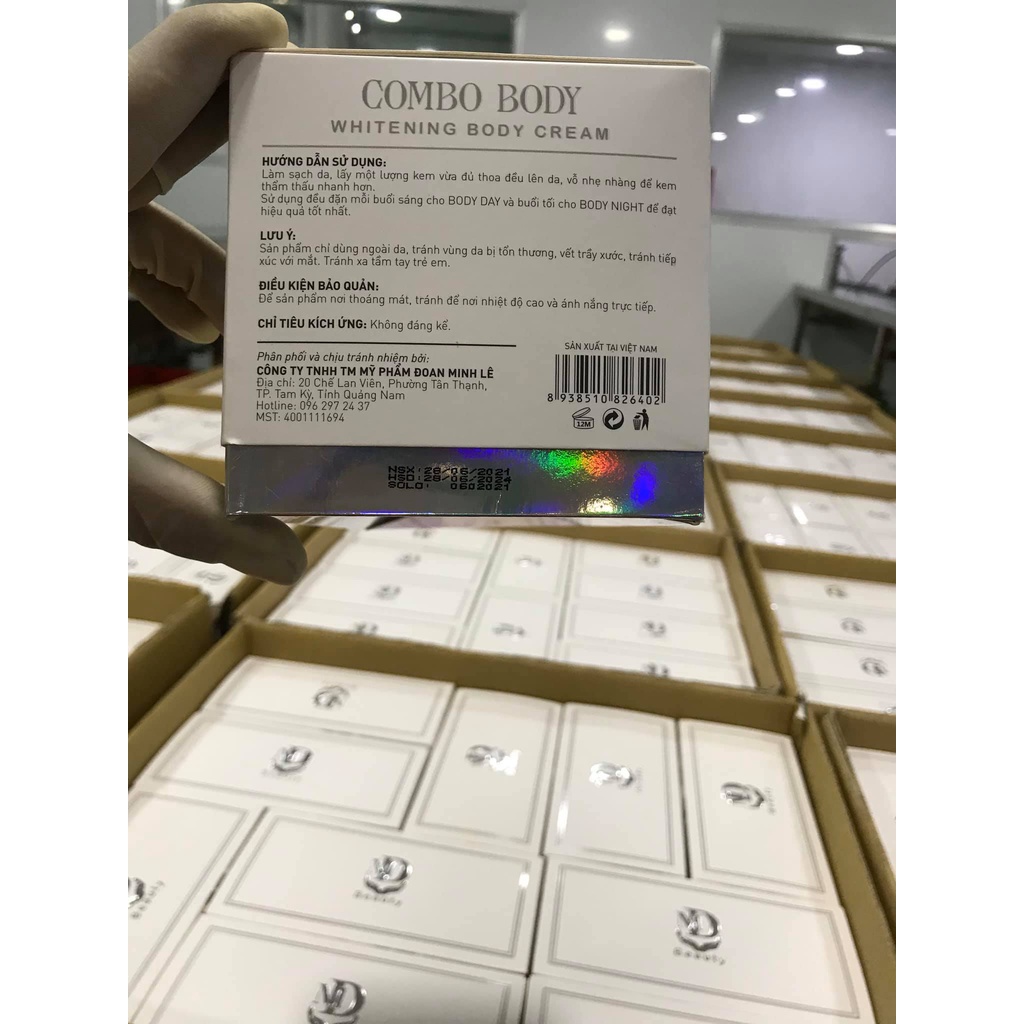 COMBO BODY
WHITENING BODY CREAM
HƯỚNG DẪN SỬ DỤNG:
Làm sạch da, lấy một lượng kem vừa đủ thoa đều lên da, vỗ nhẹ nhàng để kem
thẩm thấu nhanh hơn.
Sử dụng đều đặn mỗi buổi sáng cho BODY DAY và buổi tối cho BODY NIGHT để đạt
hiệu quả tốt nhất.
LƯU Ý:
Sản phẩm chỉ dùng ngoài da, tránh vùng da bị tổn thương, vết trầy xước, tránh tiếp
xúc với mắt. Tránh xa tầm tay trẻ em.
ĐIỀU KIỆN BẢO QUẢN:
Để sản phẩm nơi thoáng mát, tránh để nơi nhiệt độ cao và ánh nắng trực tiếp.
CHỈ TIÊU KÍCH ỨNG: Không đáng kể.
Phân phối và chịu tránh nhiệm bởi:
CÔNG TY TNHH TM MỸ PHẨM ĐOAN MINH LÊ
Địa chỉ: 20 Chế Lan Viên, Phường Tân Thạnh,
TP. Tam Kỳ, Tỉnh Quảng Nam
Hotline: 096 297 24 37
MST: 4001111694
SẢN XUẤT TẠI VIỆT NAM
8 938510 826402
12M
NSX: 28/06/2021
HSD: 28/06/2024
SOLO: 062021
MD
Beauty
MD
Beauty
MD